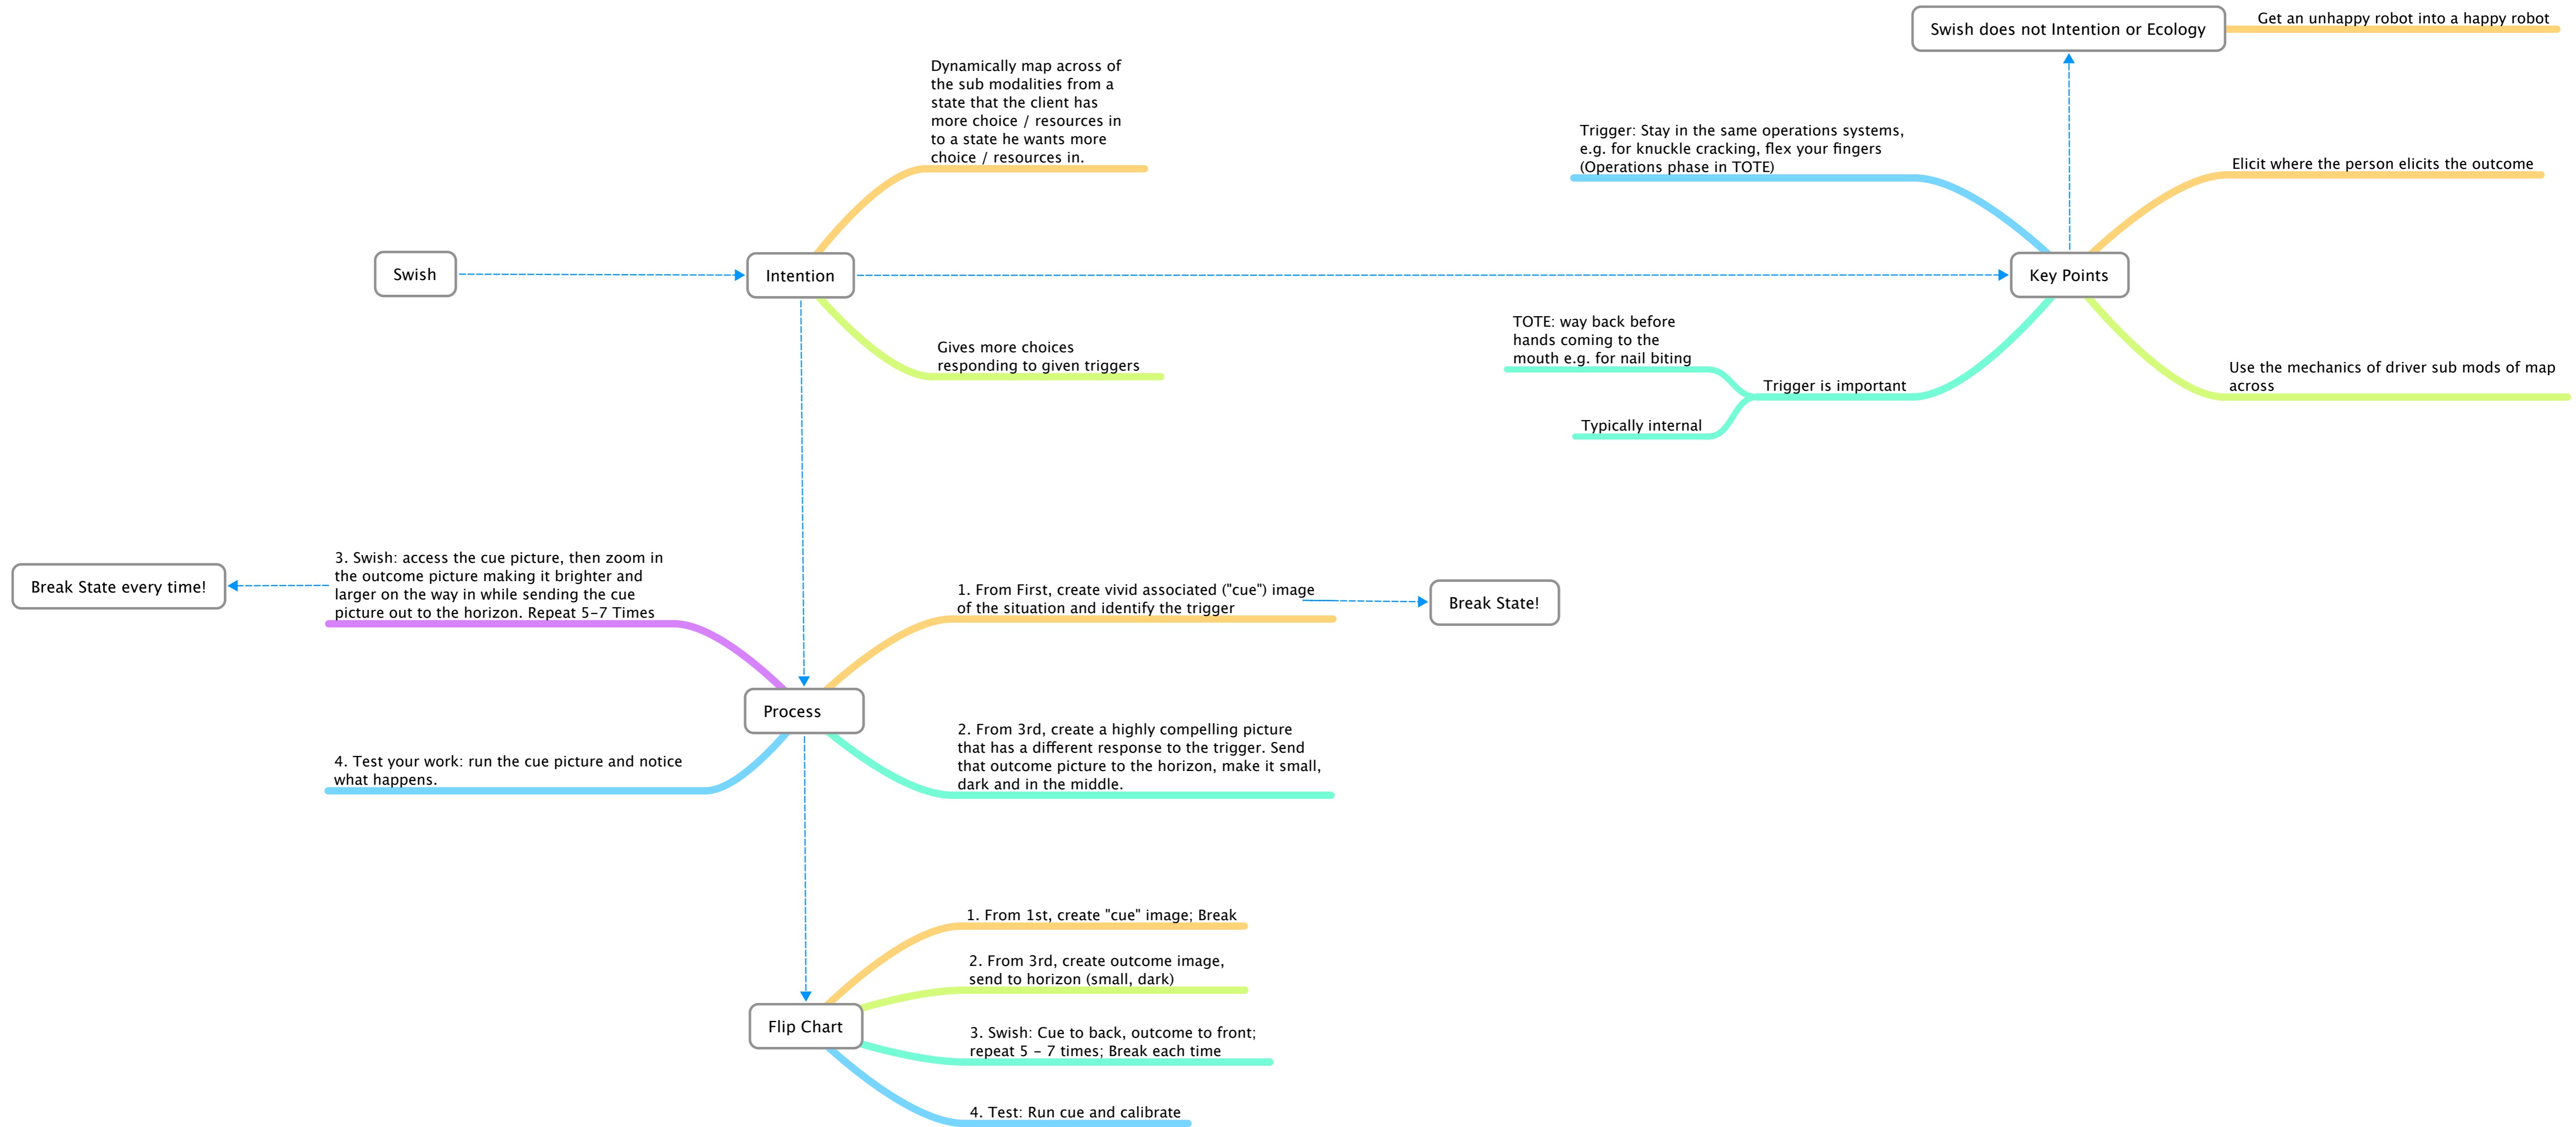 Swish does not Intention or Ecology
Get an unhappy robot into a happy robot
Dynamically map across of
the sub modalities from a
state that the client has
more choice / resources in
to a state he wants more
choice / resources in.
Trigger: Stay in the same operations systems,
e.g. for knuckle cracking, flex your fingers
(Operations phase in TOTE)
Elicit where the person elicits the outcome
Swish
Intention
Key Points
TOTE: way back before
hands coming to the
mouth e.g. for nail biting
Gives more choices
responding to given triggers
Trigger is important
Use the mechanics of driver sub mods of map
across
Typically internal
Break State every time!
3. Swish: access the cue picture, then zoom in
the outcome picture making it brighter and
larger on the way in while sending the cue
picture out to the horizon. Repeat 5-7 Times
1. From First, create vivid associated ("cue") image
of the situation and identify the trigger
Break State!
Process
4. Test your work: run the cue picture and notice
what happens.
2. From 3rd, create a highly compelling picture
that has a different response to the trigger. Send
that outcome picture to the horizon, make it small,
dark and in the middle.
Flip Chart
1. From 1st, create "cue" image; Break
2. From 3rd, create outcome image,
send to horizon (small, dark)
3. Swish: Cue to back, outcome to front;
repeat 5 - 7 times; Break each time
4. Test: Run cue and calibrate